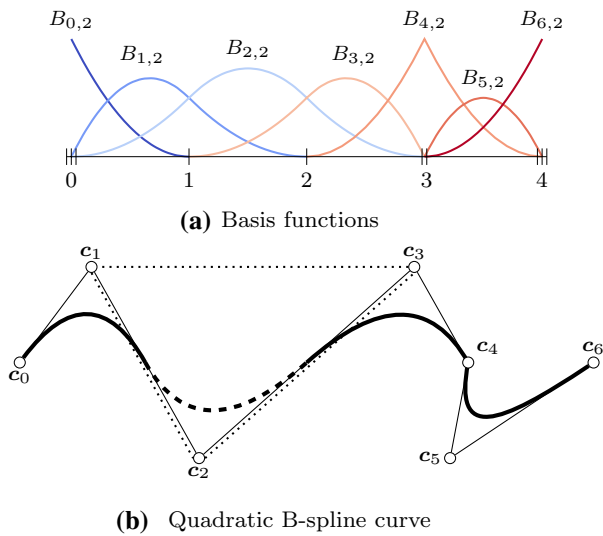 B0,2 B4,2 B6,2
B1,2 B2,2 B3,2 B5,2
0 1 2 3 4
(a) Basis functions
c1 c3
c0 c4 c6
c2 c5
(b) Quadratic B-spline curve